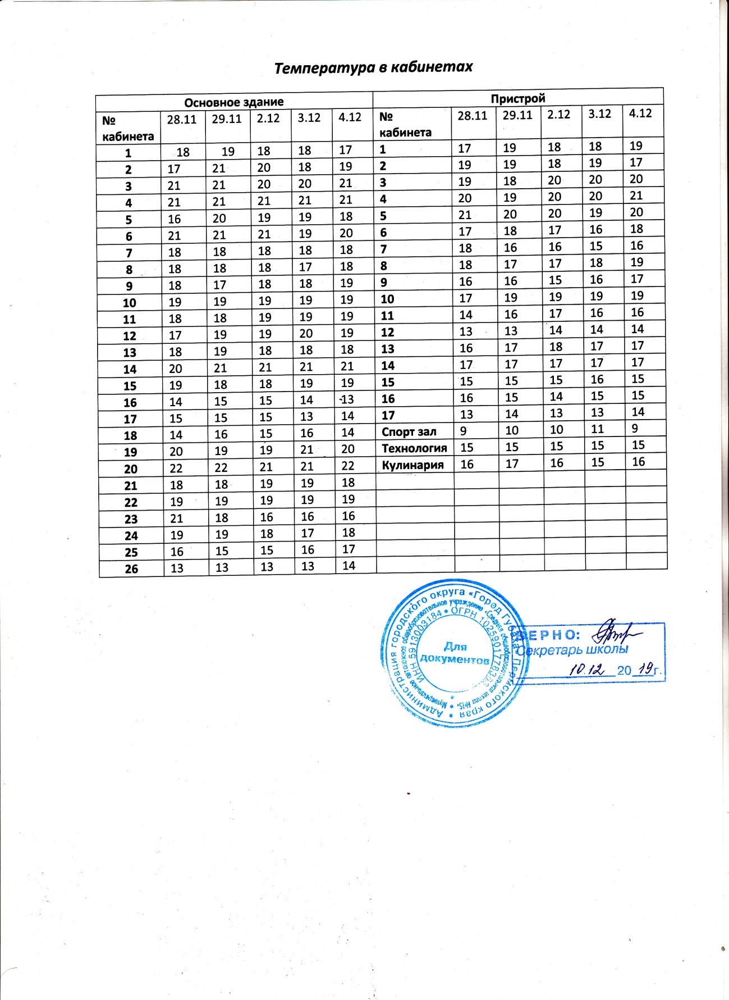 Температура в кабинетах
Основное здание Пристрой
№ кабинета 28.11 29.11 2.12 3.12 4.12 № кабинета 28.11 29.11 2.12 3.12 4.12
1 18 19 18 18 17 1 17 19 18 18 19
2 17 21 20 18 19 2 19 19 18 19 17
3 21 21 20 20 21 3 19 18 20 20 20
4 21 21 21 21 21 4 20 19 20 20 21
5 16 20 19 19 18 5 21 20 20 19 20
6 21 21 21 19 20 6 17 18 17 16 18
7 18 18 18 18 18 7 18 16 16 15 16
8 18 18 18 17 18 8 18 17 17 18 19
9 18 17 18 18 19 9 16 16 15 16 17
10 19 19 19 19 19 10 17 19 19 19 19
11 18 18 19 19 19 11 14 16 17 16 16
12 17 19 19 20 19 12 13 13 14 14 14
13 18 19 18 18 18 13 16 17 18 17 17
14 20 21 21 21 21 14 17 17 17 17 17
15 19 18 18 19 19 15 15 15 15 16 15
16 14 15 15 14 13 16 16 15 14 15 15
17 15 15 15 13 14 17 13 14 13 13 14
18 14 16 15 16 14 Спорт зал 9 10 10 11 9
19 20 19 19 21 20 Технология 15 15 15 15 15
20 22 22 21 21 22 Кулинария 16 17 16 15 16
21 18 18 19 19 18
22 19 19 19 19 19
23 21 18 16 16 16
24 19 19 18 17 18
25 16 15 15 16 17
26 13 13 13 13 14
Администрация городского округа «Город Губаха» Пермского края
Муниципальное автономное общеобразовательное учреждение «Средняя общеобразовательная школа №15»
ИНН 5913003184 * ОГРН
Для
документов
ВЕРНО:
Секретарь школы
10.12 2019г.